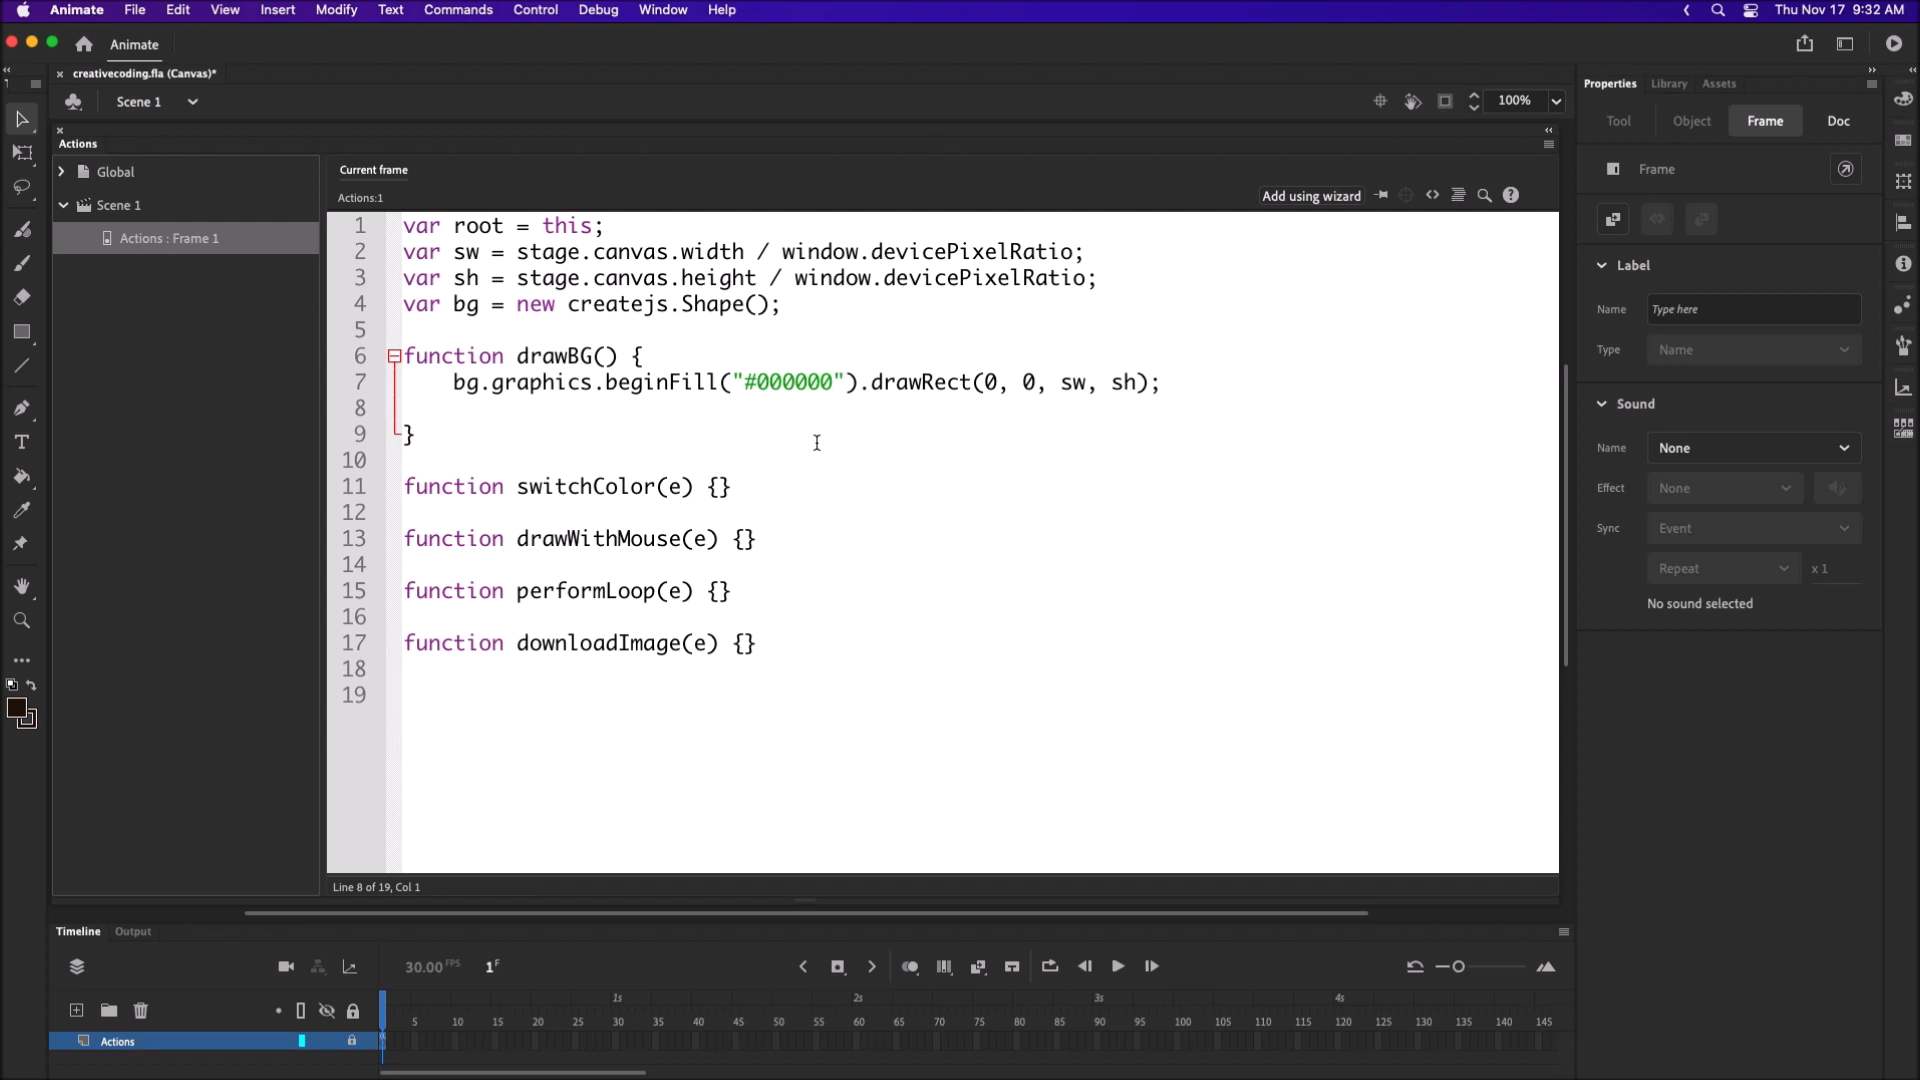 Animate File Edit View Insert Modify Text Commands Control Debug Window Help Thu Nov 17 9:32 AM
Animate
creativecoding.fla (Canvas)*
Scene 1 100%
Actions
Global
Scene 1
Actions : Frame 1
Current frame
Actions:1
Add using wizard
1 var root = this;
2 var sw = stage.canvas.width / window.devicePixelRatio;
3 var sh = stage.canvas.height / window.devicePixelRatio;
4 var bg = new createjs.Shape();
5
6 function drawBG() {
7 bg.graphics.beginFill("#000000").drawRect(0, 0, sw, sh);
8
9 }
10
11 function switchColor(e) {}
12
13 function drawWithMouse(e) {}
14
15 function performLoop(e) {}
16
17 function downloadImage(e) {}
18
19
Line 8 of 19, Col 1
Properties Library Assets
Tool Object Frame Doc
Frame
Label
Name Type here
Type Name
Sound
Name None
Effect None
Sync Event
Repeat x 1
No sound selected
Timeline Output
30.00 FPS 1 F
1s 2s 3s 4s
5 10 15 20 25 30 35 40 45 50 55 60 65 70 75 80 85 90 95 100 105 110 115 120 125 130 135 140 145
Actions